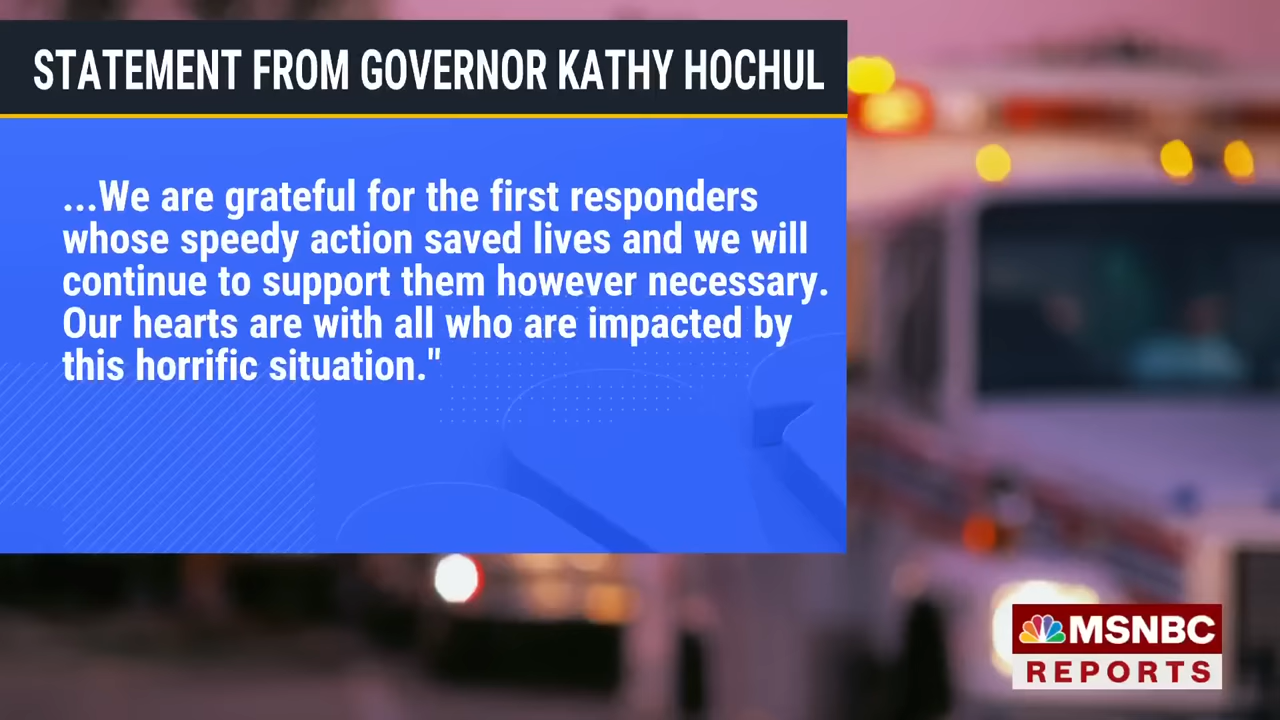 STATEMENT FROM GOVERNOR KATHY HOCHUL
...We are grateful for the first responders
whose speedy action saved lives and we will
continue to support them however necessary.
Our hearts are with all who are impacted by
this horrific situation."
MSNBC
REPORTS